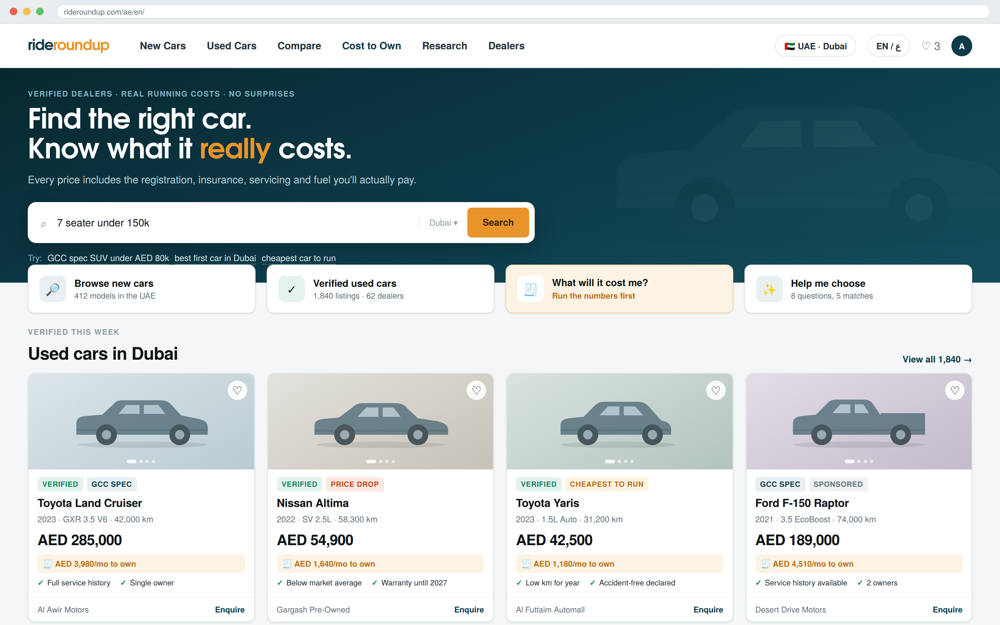 rideroundup.com/ae/en/
rideroundup
New Cars
Used Cars
Compare
Cost to Own
Research
Dealers
🇦🇪 UAE · Dubai
EN / ع
♡ 3
A
VERIFIED DEALERS · REAL RUNNING COSTS · NO SURPRISES
Find the right car.
Know what it really costs.
Every price includes the registration, insurance, servicing and fuel you'll actually pay.
7 seater under 150k
Dubai ▾
Search
Try: GCC spec SUV under AED 80k best first car in Dubai cheapest car to run
Browse new cars
412 models in the UAE
✓
Verified used cars
1,840 listings · 62 dealers
What will it cost me?
Run the numbers first
Help me choose
8 questions, 5 matches
VERIFIED THIS WEEK
Used cars in Dubai
View all 1,840 →
VERIFIED
GCC SPEC
Toyota Land Cruiser
2023 · GXR 3.5 V6 · 42,000 km
AED 285,000
🧾 AED 3,980/mo to own
✓ Full service history ✓ Single owner
Al Awir Motors
Enquire
VERIFIED
PRICE DROP
Nissan Altima
2022 · SV 2.5L · 58,300 km
AED 54,900
🧾 AED 1,640/mo to own
✓ Below market average ✓ Warranty until 2027
Gargash Pre-Owned
Enquire
VERIFIED
CHEAPEST TO RUN
Toyota Yaris
2023 · 1.5L Auto · 31,200 km
AED 42,500
🧾 AED 1,180/mo to own
✓ Low km for year ✓ Accident-free declared
Al Futtaim Automall
Enquire
GCC SPEC
SPONSORED
Ford F-150 Raptor
2021 · 3.5 EcoBoost · 74,000 km
AED 189,000
🧾 AED 4,510/mo to own
✓ Service history available ✓ 2 owners
Desert Drive Motors
Enquire